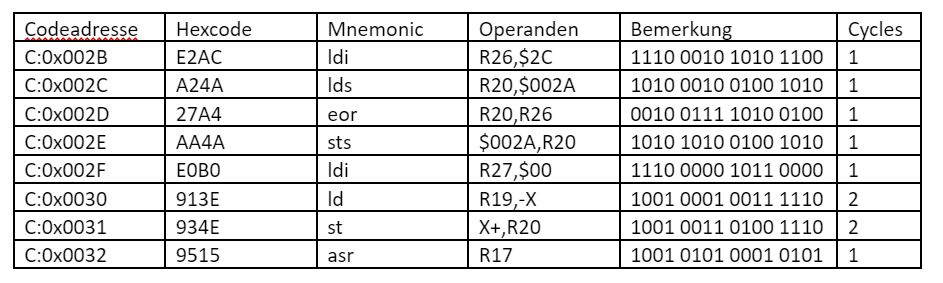 Codeadresse Hexcode Mnemonic Operanden Bemerkung Cycles
C:0x002B E2AC ldi R26,$2C 1110 0010 1010 1100 1
C:0x002C A24A lds R20,$002A 1010 0010 0100 1010 1
C:0x002D 27A4 eor R20,R26 0010 0111 1010 0100 1
C:0x002E AA4A sts $002A,R20 1010 1010 0100 1010 1
C:0x002F E0B0 ldi R27,$00 1110 0000 1011 0000 1
C:0x0030 913E ld R19,-X 1001 0001 0011 1110 2
C:0x0031 934E st X+,R20 1001 0011 0100 1110 2
C:0x0032 9515 asr R17 1001 0101 0001 0101 1